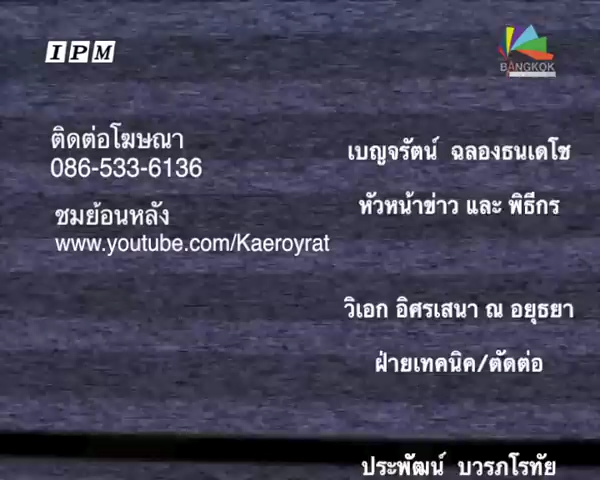 IPM
BANGKOK
ติดต่อโฆษณา
086-533-6136
ชมย้อนหลัง
www.youtube.com/Kaeroyrat
เบญจรัตน์ ฉลองธนเดโช
หัวหน้าข่าว และ พิธีกร
วิเอก อิศรเสนา ณ อยุธยา
ฝ่ายเทคนิค/ตัดต่อ
ประพัฒน์ บวรภโรทัย